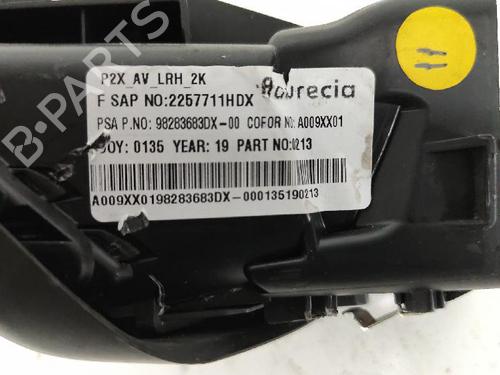 P2X_AV_LRH_2K
F SAP NO:2257711HDX
faurecia
PSA P.NO: 98283683DX-00 COFOR NO: A009XX01
DOY: 0135 YEAR: 19 PART NO:0213
A009XX0198283683DX-000135190213
B-PARTS